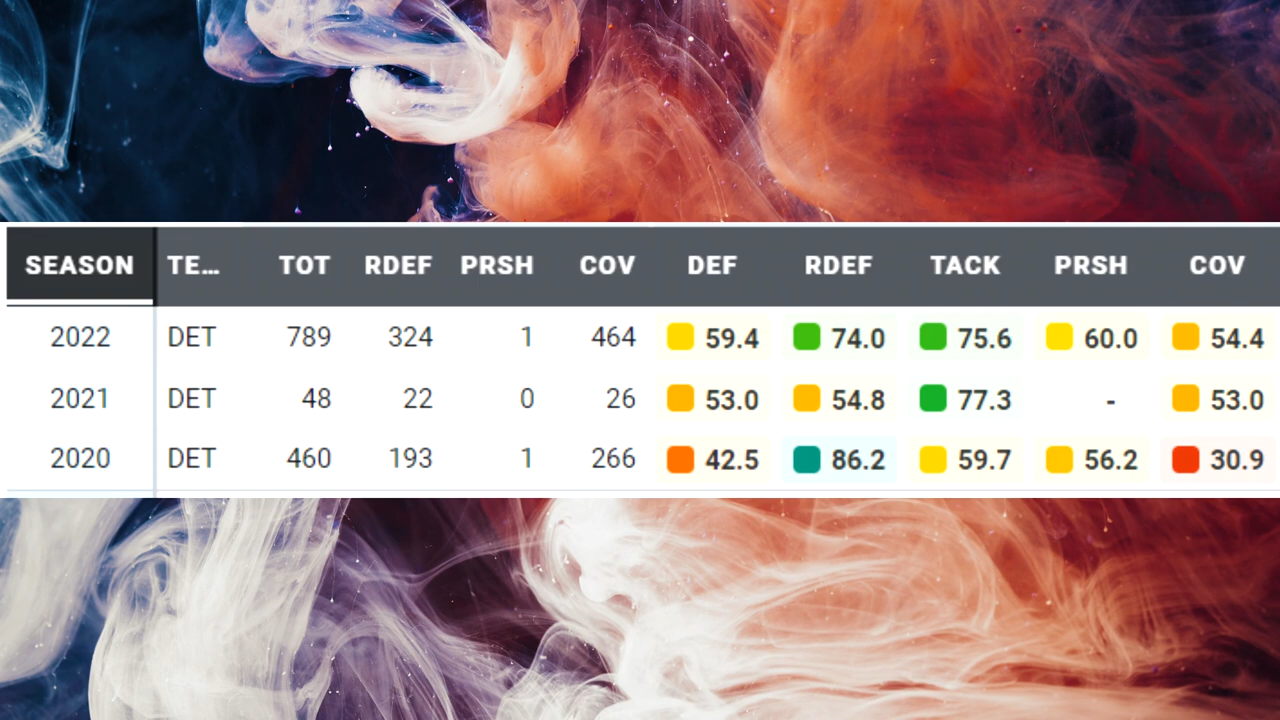 SEASON TE... TOT RDEF PRSH COV DEF RDEF TACK PRSH COV
2022 DET 789 324 1 464 59.4 74.0 75.6 60.0 54.4
2021 DET 48 22 0 26 53.0 54.8 77.3 - 53.0
2020 DET 460 193 1 266 42.5 86.2 59.7 56.2 30.9